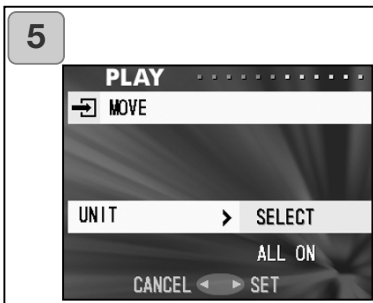 5
PLAY
MOVE
UNIT > SELECT
ALL ON
CANCEL ◄ ► SET